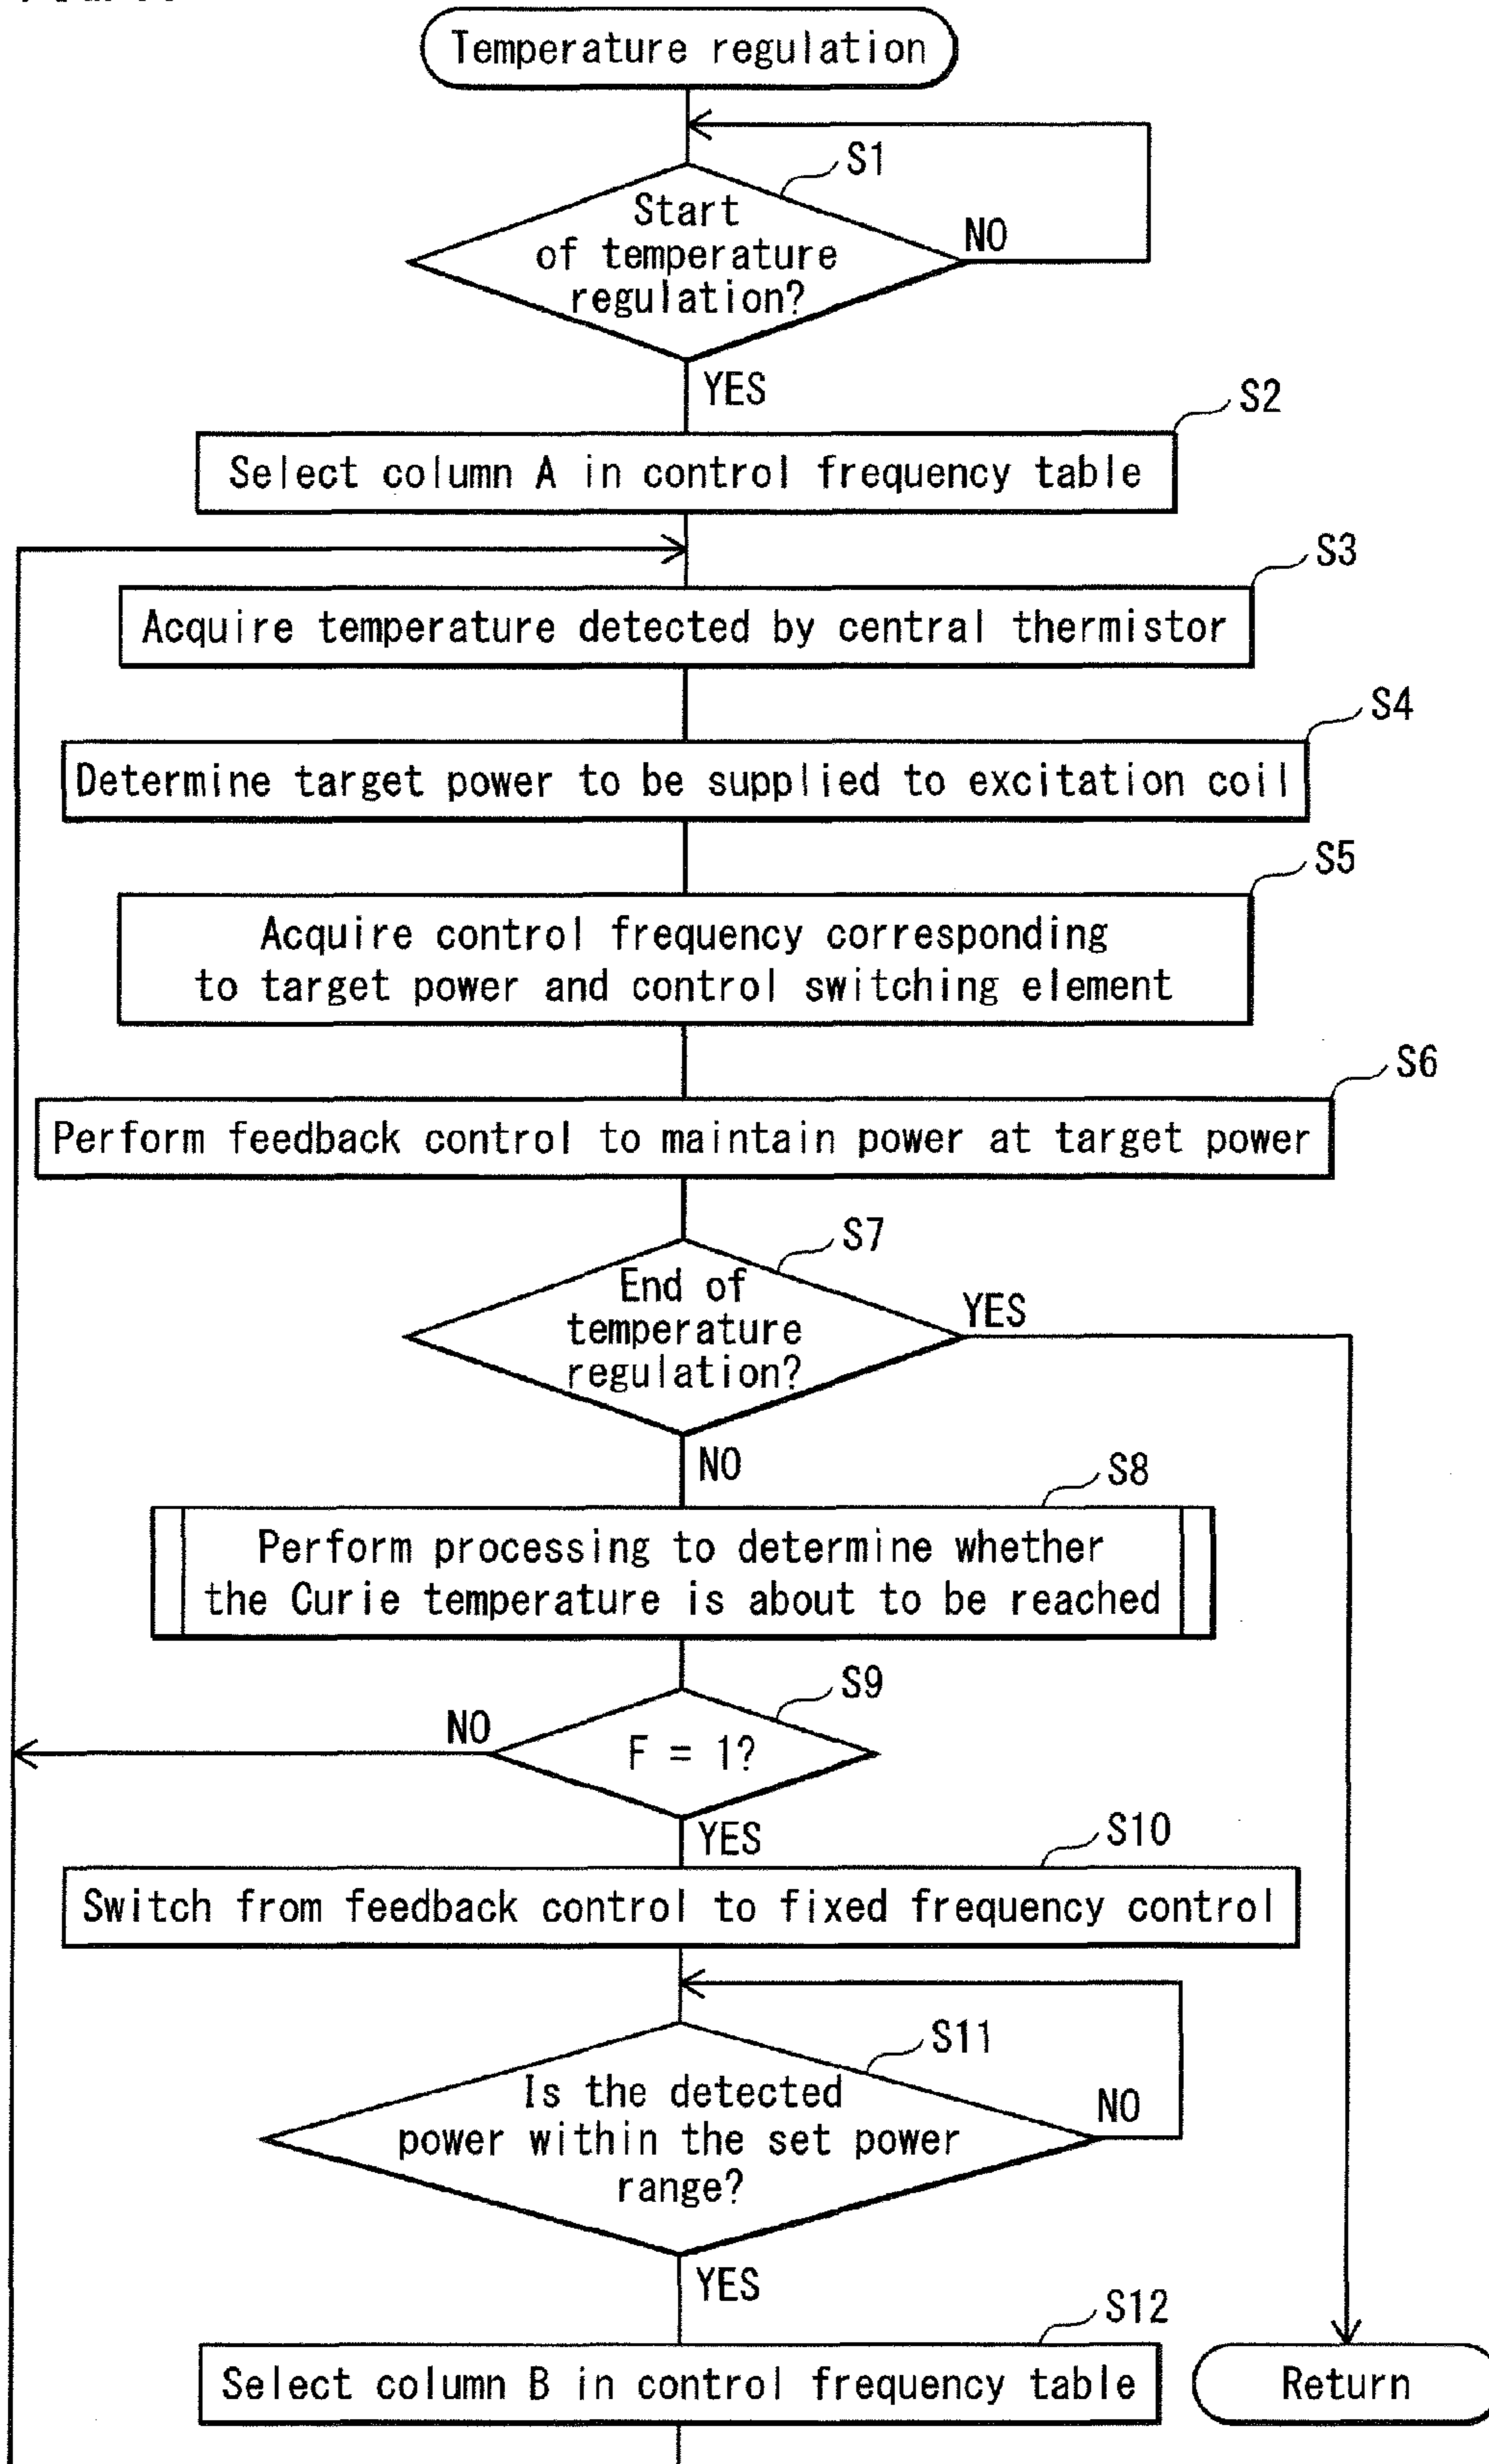 Temperature regulation
S1
Start
of temperature
regulation?
NO
YES
S2
Select column A in control frequency table
S3
Acquire temperature detected by central thermistor
S4
Determine target power to be supplied to excitation coil
S5
Acquire control frequency corresponding
to target power and control switching element
S6
Perform feedback control to maintain power at target power
S7
End of
temperature
regulation?
YES
NO
S8
Perform processing to determine whether
the Curie temperature is about to be reached
S9
NO
F = 1?
YES
S10
Switch from feedback control to fixed frequency control
S11
Is the detected
power within the set power
range?
NO
YES
S12
Select column B in control frequency table
Return